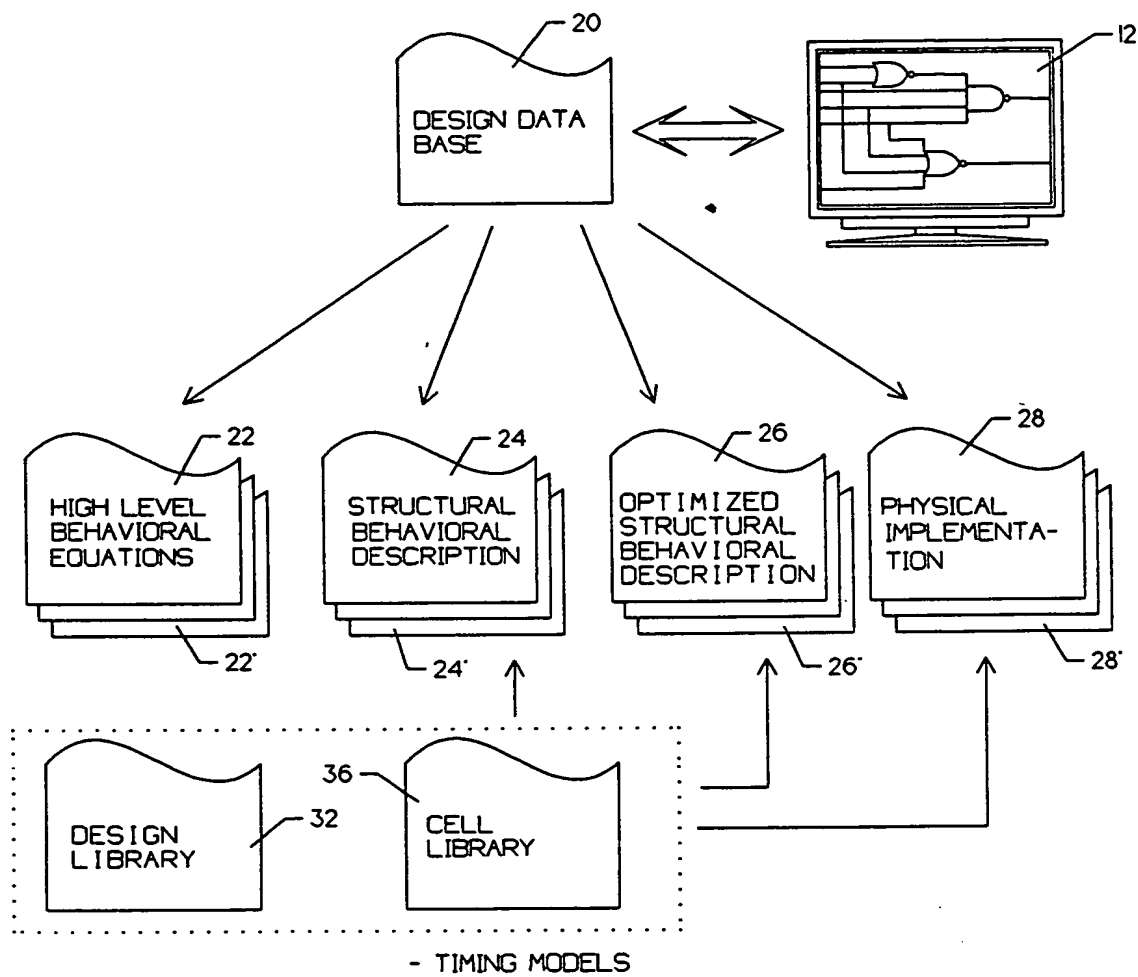 20
12
DESIGN DATA
BASE
22
24
26
28
HIGH LEVEL
BEHAVIORAL
EQUATIONS
STRUCTURAL
BEHAVIORAL
DESCRIPTION
OPTIMIZED
STRUCTURAL
BEHAVIORAL
DESCRIPTION
PHYSICAL
IMPLEMENTA-
TION
22'
24'
26'
28'
36
32
DESIGN
LIBRARY
CELL
LIBRARY
- TIMING MODELS